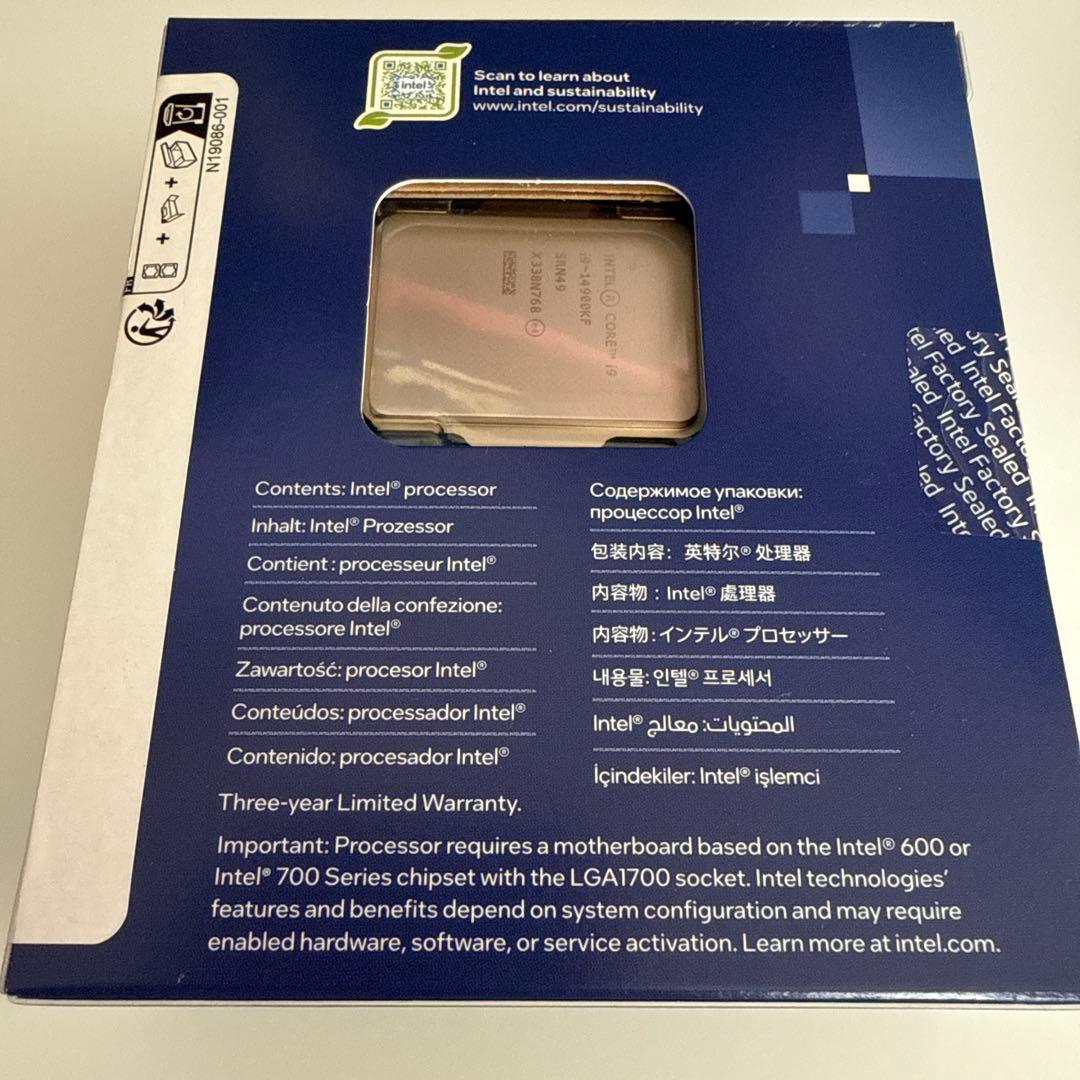 intel
Scan to learn about
Intel and sustainability
www.intel.com/sustainability
N19086-001
INTEL® CORE™ i9
i9-14900KF
SRN49
X338N768 e4
Intel Factory Sealed
Contents: Intel® processor
Inhalt: Intel® Prozessor
Contient : processeur Intel®
Contenuto della confezione:
processore Intel®
Zawartość: procesor Intel®
Conteúdos: processador Intel®
Contenido: procesador Intel®
Содержимое упаковки:
процессор Intel®
包装内容: 英特尔® 处理器
内容物 : Intel® 處理器
内容物: インテル® プロセッサー
내용물: 인텔® 프로세서
المحتويات: معالج Intel®
İçindekiler: Intel® işlemci
Three-year Limited Warranty.
Important: Processor requires a motherboard based on the Intel® 600 or
Intel® 700 Series chipset with the LGA1700 socket. Intel technologies'
features and benefits depend on system configuration and may require
enabled hardware, software, or service activation. Learn more at intel.com.